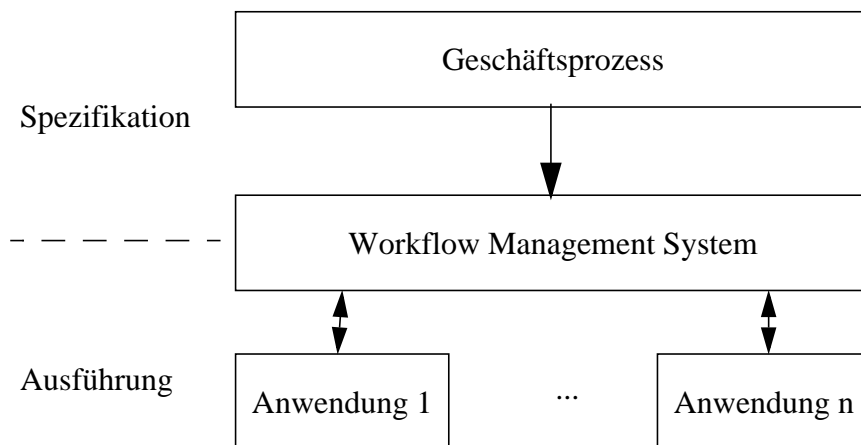 Geschäftsprozess
Spezifikation
Workflow Management System
Ausführung
Anwendung 1
...
Anwendung n